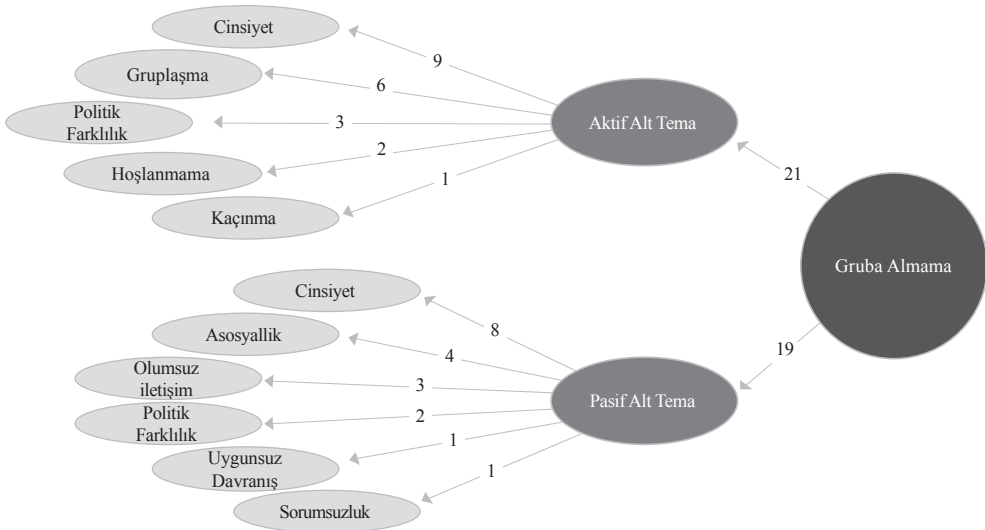 Cinsiyet
9
Gruplaşma
6
Politik
Farklılık
3
Aktif Alt Tema
Hoşlanmama
2
Kaçınma
1
21
Gruba Almama
Cinsiyet
8
Asosyallik
4
19
Olumsuz
iletişim
3
Pasif Alt Tema
Politik
Farklılık
2
Uygunsuz
Davranış
1
Sorumsuzluk
1